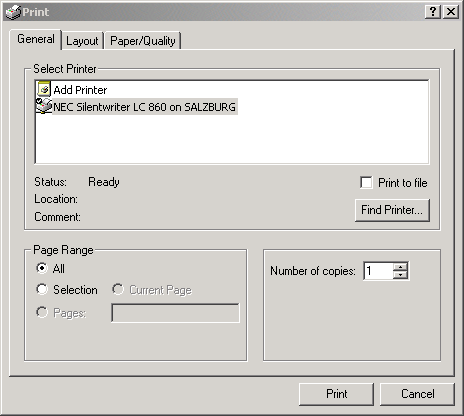 Print
General Layout Paper/Quality
Select Printer
Add Printer
NEC Silentwriter LC 860 on SALZBURG
Status: Ready
Print to file
Location:
Comment:
Find Printer...
Page Range
All
Number of copies: 1
Selection Current Page
Pages:
Print Cancel